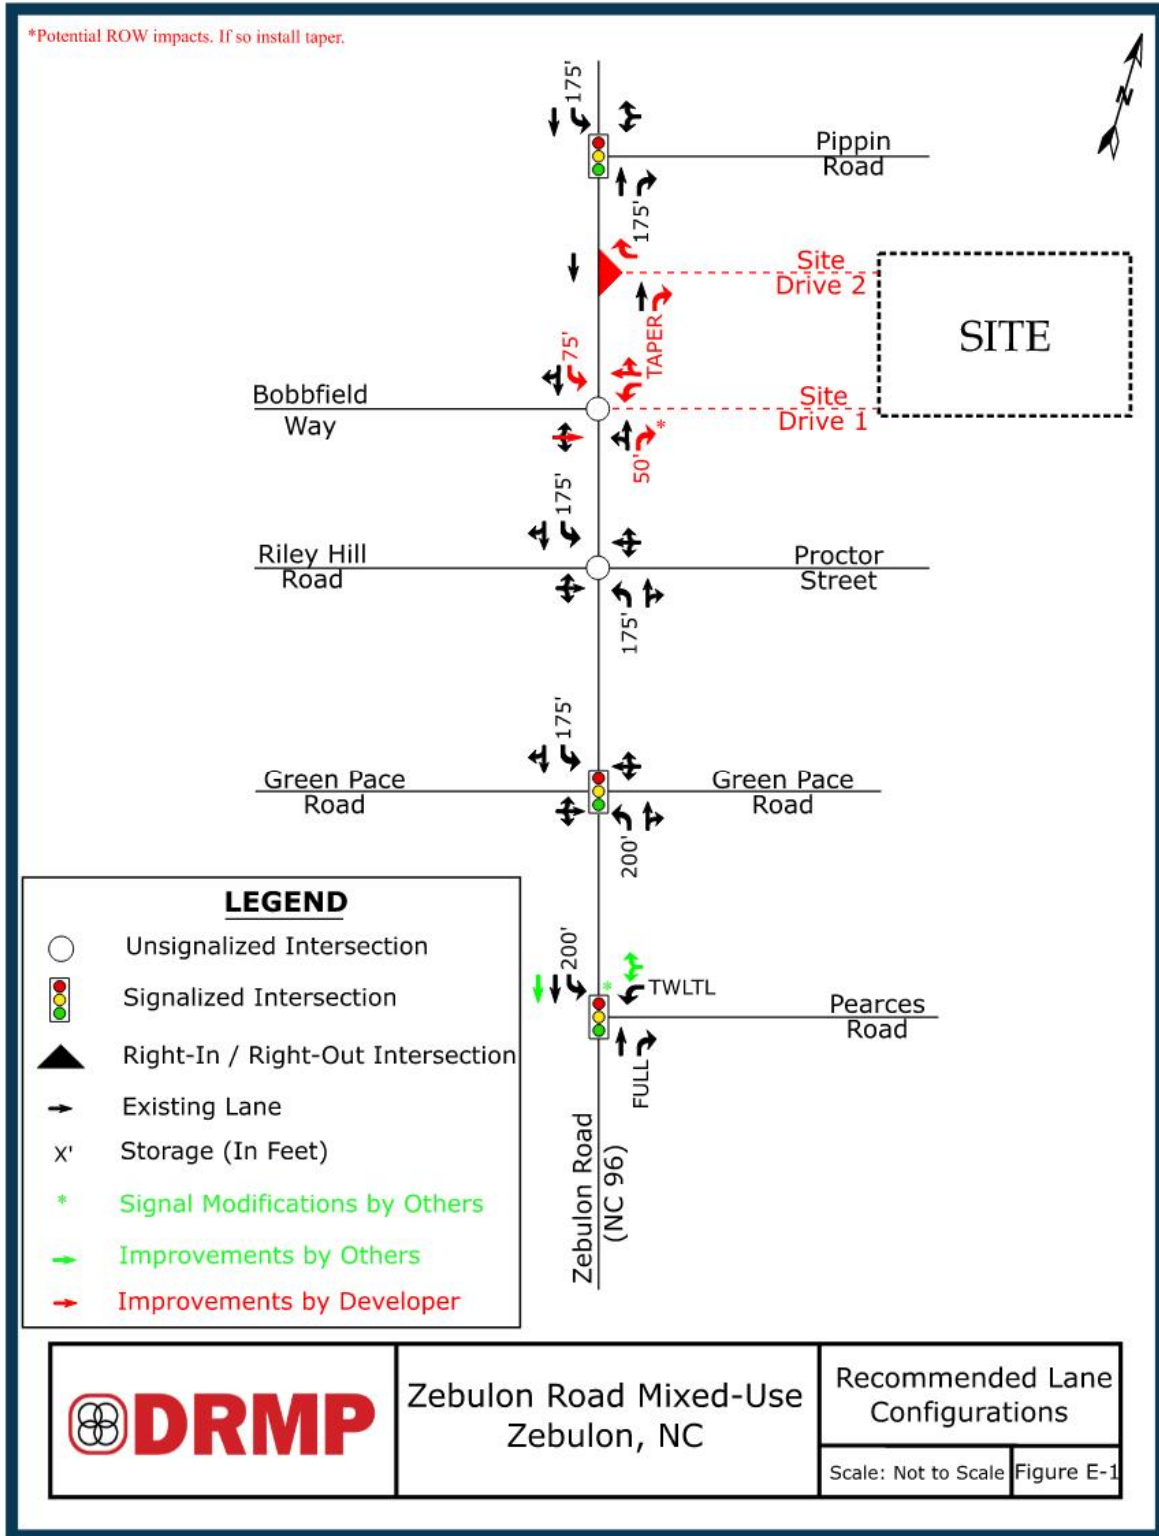 *Potential ROW impacts. If so install taper.
N
175'
Pippin
Road
175'
Site
Drive 2
TAPER
SITE
75'
Bobbfield
Way
Site
Drive 1
*
50'
175'
Riley Hill
Road
Proctor
Street
175'
175'
Green Pace
Road
Green Pace
Road
200'
200'
*
TWLTL
Pearces
Road
FULL
Zebulon Road
(NC 96)
LEGEND
Unsignalized Intersection
Signalized Intersection
Right-In / Right-Out Intersection
Existing Lane
X' Storage (In Feet)
* Signal Modifications by Others
Improvements by Others
Improvements by Developer
DRMP
Zebulon Road Mixed-Use
Zebulon, NC
Recommended Lane
Configurations
Scale: Not to Scale
Figure E-1